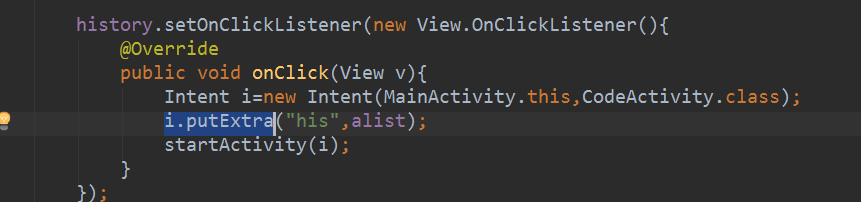 history.setOnClickListener(new View.OnClickListener(){
@Override
public void onClick(View v){
Intent i=new Intent(MainActivity.this,CodeActivity.class);
i.putExtra("his",alist);
startActivity(i);
}
});